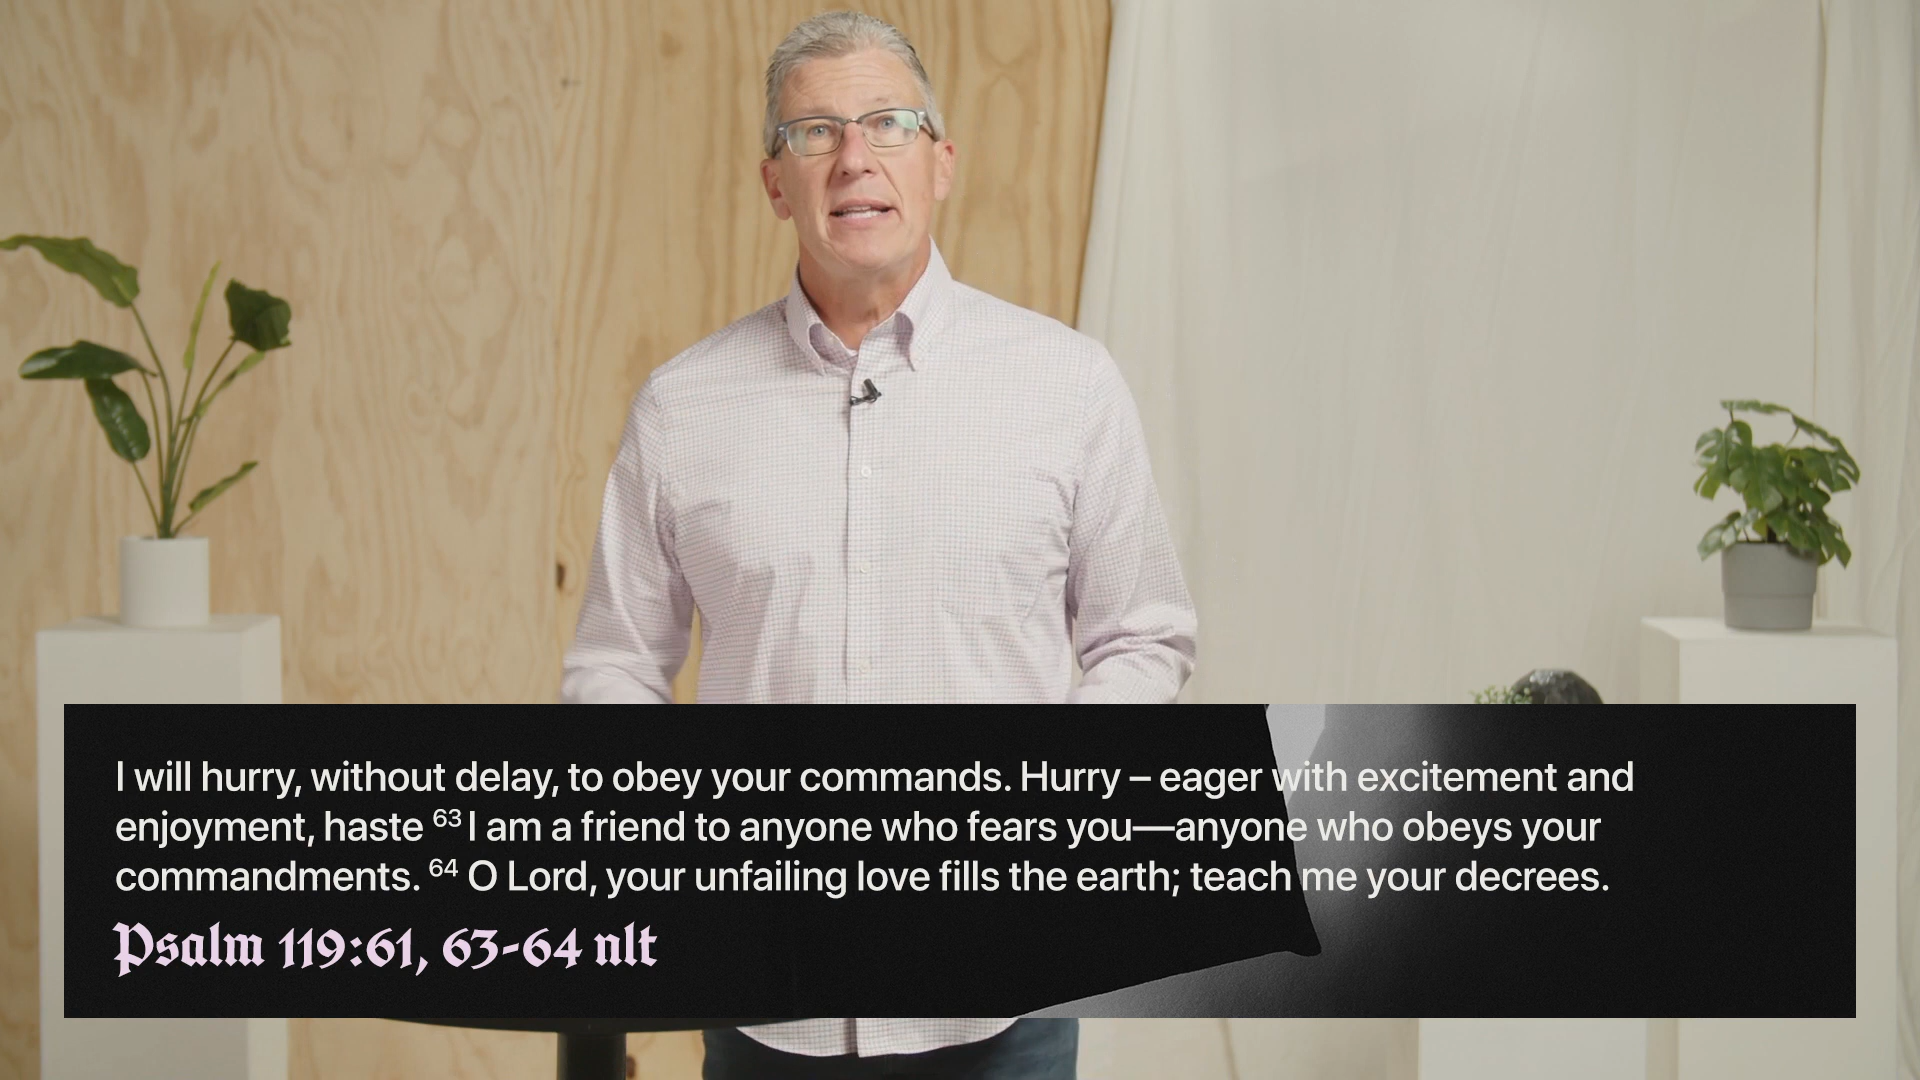 I will hurry, without delay, to obey your commands. Hurry – eager with excitement and
enjoyment, haste 63 I am a friend to anyone who fears you—anyone who obeys your
commandments. 64 O Lord, your unfailing love fills the earth; teach me your decrees.
Psalm 119:61, 63-64 nlt